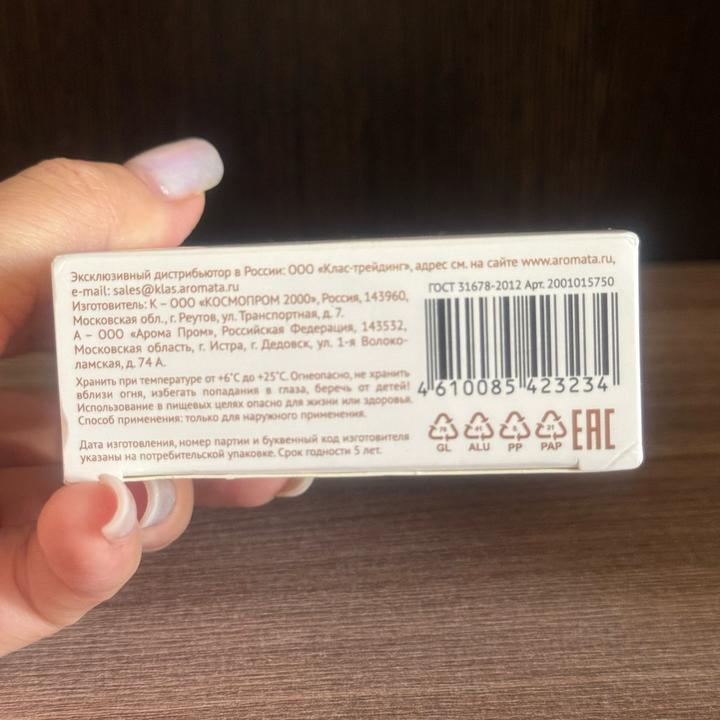 Эксклюзивный дистрибьютор в России: ООО «Клас-трейдинг», адрес см. на сайте www.aromata.ru,
e-mail: sales@klas.aromata.ru
Изготовитель: К – ООО «КОСМОПРОМ 2000», Россия, 143960,
Московская обл., г. Реутов, ул. Транспортная, д. 7.
А – ООО «Арома Пром», Российская Федерация, 143532,
Московская область, г. Истра, г. Дедовск, ул. 1-я Волоко-
ламская, д. 74 А.
Хранить при температуре от +6°С до +25°С. Огнеопасно, не хранить
вблизи огня, избегать попадания в глаза, беречь от детей!
Использование в пищевых целях опасно для жизни или здоровья.
Способ применения: только для наружного применения.
Дата изготовления, номер партии и буквенный код изготовителя
указаны на потребительской упаковке. Срок годности 5 лет.
ГОСТ 31678-2012 Арт. 2001015750
4 610085 423234
70 41 5 21
GL ALU PP PAP
ЕАС